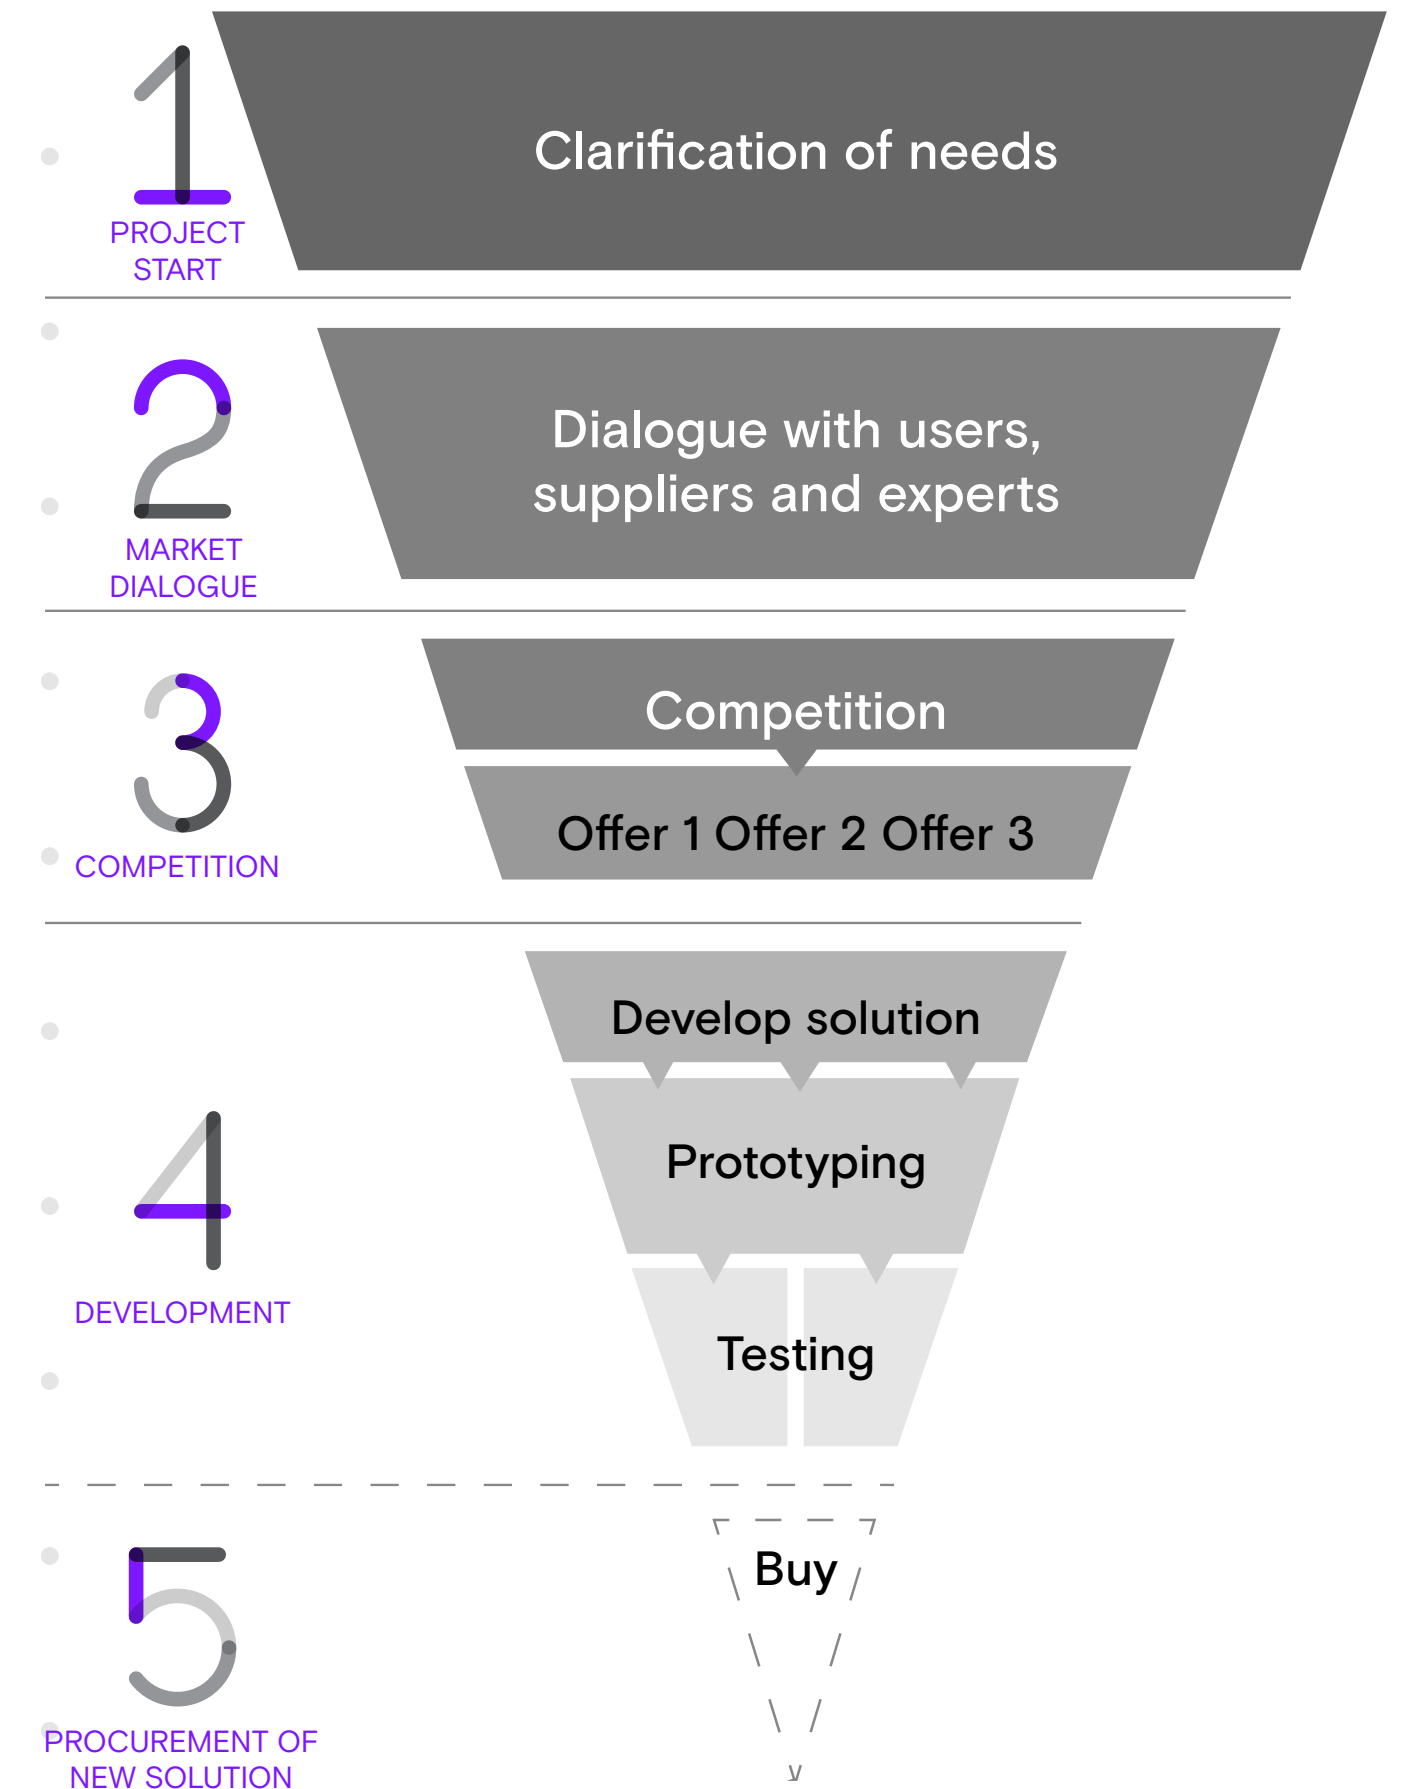 1
PROJECT
START
Clarification of needs
2
MARKET
DIALOGUE
Dialogue with users,
suppliers and experts
3
COMPETITION
Competition
Offer 1 Offer 2 Offer 3
4
DEVELOPMENT
Develop solution
Prototyping
Testing
5
PROCUREMENT OF
NEW SOLUTION
Buy